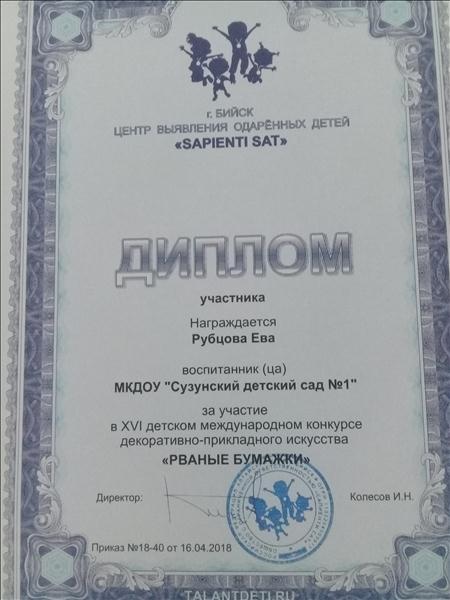 г. БИЙСК
ЦЕНТР ВЫЯВЛЕНИЯ ОДАРЁННЫХ ДЕТЕЙ
«SAPIENTI SAT»
ДИПЛОМ
участника
Награждается
Рубцова Ева
воспитанник (ца)
МКДОУ "Сузунский детский сад №1"
за участие
в XVI детском международном конкурсе
декоративно-прикладного искусства
«РВАНЫЕ БУМАЖКИ»
Директор: Колесов И.Н.
Приказ №18-40 от 16.04.2018
TALANTDETI.RU